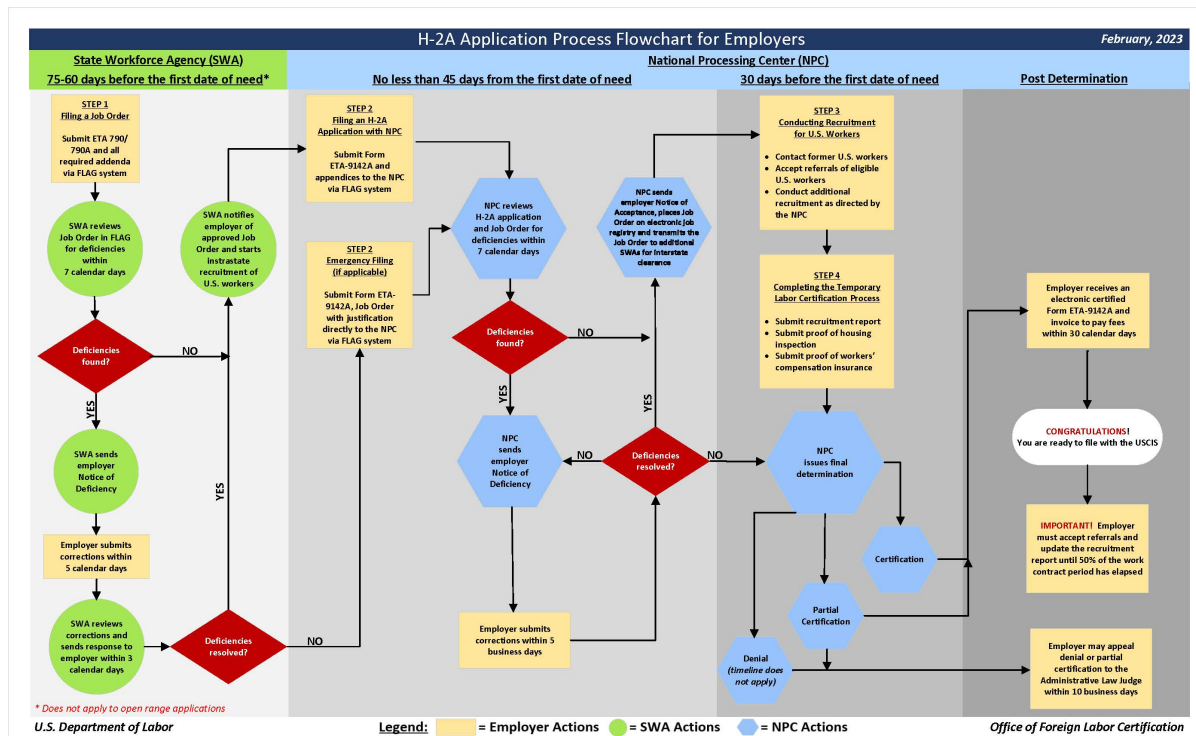 H-2A Application Process Flowchart for Employers
February, 2023
State Workforce Agency (SWA)
75-60 days before the first date of need*
National Processing Center (NPC)
No less than 45 days from the first date of need
30 days before the first date of need
Post Determination
STEP 1
Filing a Job Order
Submit ETA 790/
790A and all
required addenda
via FLAG system
SWA reviews
Job Order in FLAG
for deficiencies
within
7 calendar days
Deficiencies
found?
NO
YES
SWA sends
employer
Notice of
Deficiency
Employer submits
corrections within
5 calendar days
SWA reviews
corrections and
sends response to
employer within 3
calendar days
Deficiencies
resolved?
YES
NO
SWA notifies
employer of
approved Job
Order and starts
instrastate
recruitment of
U.S. workers
STEP 2
Filing an H-2A
Application with NPC
Submit Form
ETA-9142A and
appendices to the NPC
via FLAG system
STEP 2
Emergency Filing
(if applicable)
Submit Form ETA-
9142A, Job Order
with justification
directly to the NPC
via FLAG system
NPC reviews
H-2A application
and Job Order for
deficiencies within
7 calendar days
Deficiencies
found?
NO
YES
NPC
sends
employer
Notice of
Deficiency
Employer submits
corrections within 5
business days
Deficiencies
resolved?
NO
YES
NO
NPC sends
employer Notice of
Acceptance, places Job
Order on electronic job
registry and transmits the
Job Order to additional
SWAs for interstate
clearance
STEP 3
Conducting Recruitment
for U.S. Workers
• Contact former U.S. workers
• Accept referrals of eligible
U.S. workers
• Conduct additional
recruitment as directed by
the NPC
STEP 4
Completing the Temporary
Labor Certification Process
• Submit recruitment report
• Submit proof of housing
inspection
• Submit proof of workers'
compensation insurance
NPC
issues final
determination
Certification
Partial
Certification
Denial
(timeline does
not apply)
Employer receives an
electronic certified
Form ETA-9142A and
invoice to pay fees
within 30 calendar days
CONGRATULATIONS!
You are ready to file with the USCIS
IMPORTANT! Employer
must accept referrals and
update the recruitment
report until 50% of the work
contract period has elapsed
Employer may appeal
denial or partial
certification to the
Administrative Law Judge
within 10 business days
* Does not apply to open range applications
U.S. Department of Labor
Legend:
= Employer Actions
= SWA Actions
= NPC Actions
Office of Foreign Labor Certification